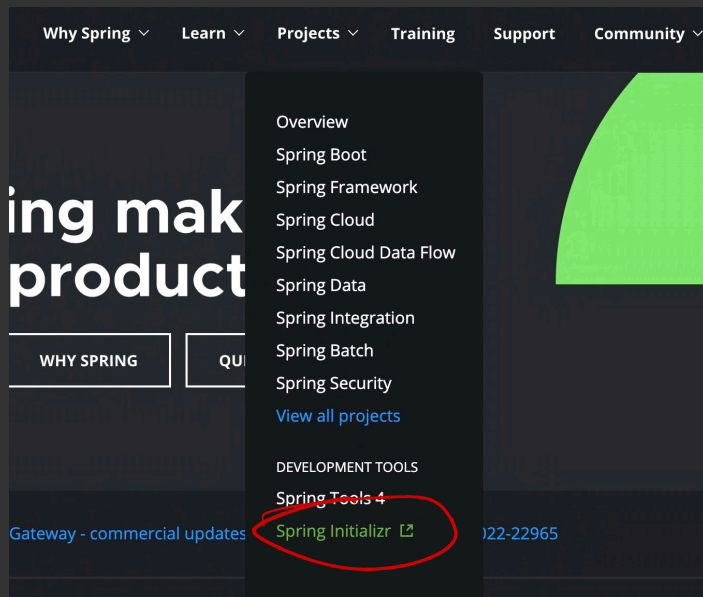 Why Spring Learn Projects Training Support Community
Overview
Spring Boot
Spring Framework
Spring Cloud
Spring Cloud Data Flow
Spring Data
Spring Integration
Spring Batch
Spring Security
View all projects
DEVELOPMENT TOOLS
Spring Tools 4
Spring Initializr
ing mak
product
WHY SPRING QU
Gateway - commercial updates 022-22965